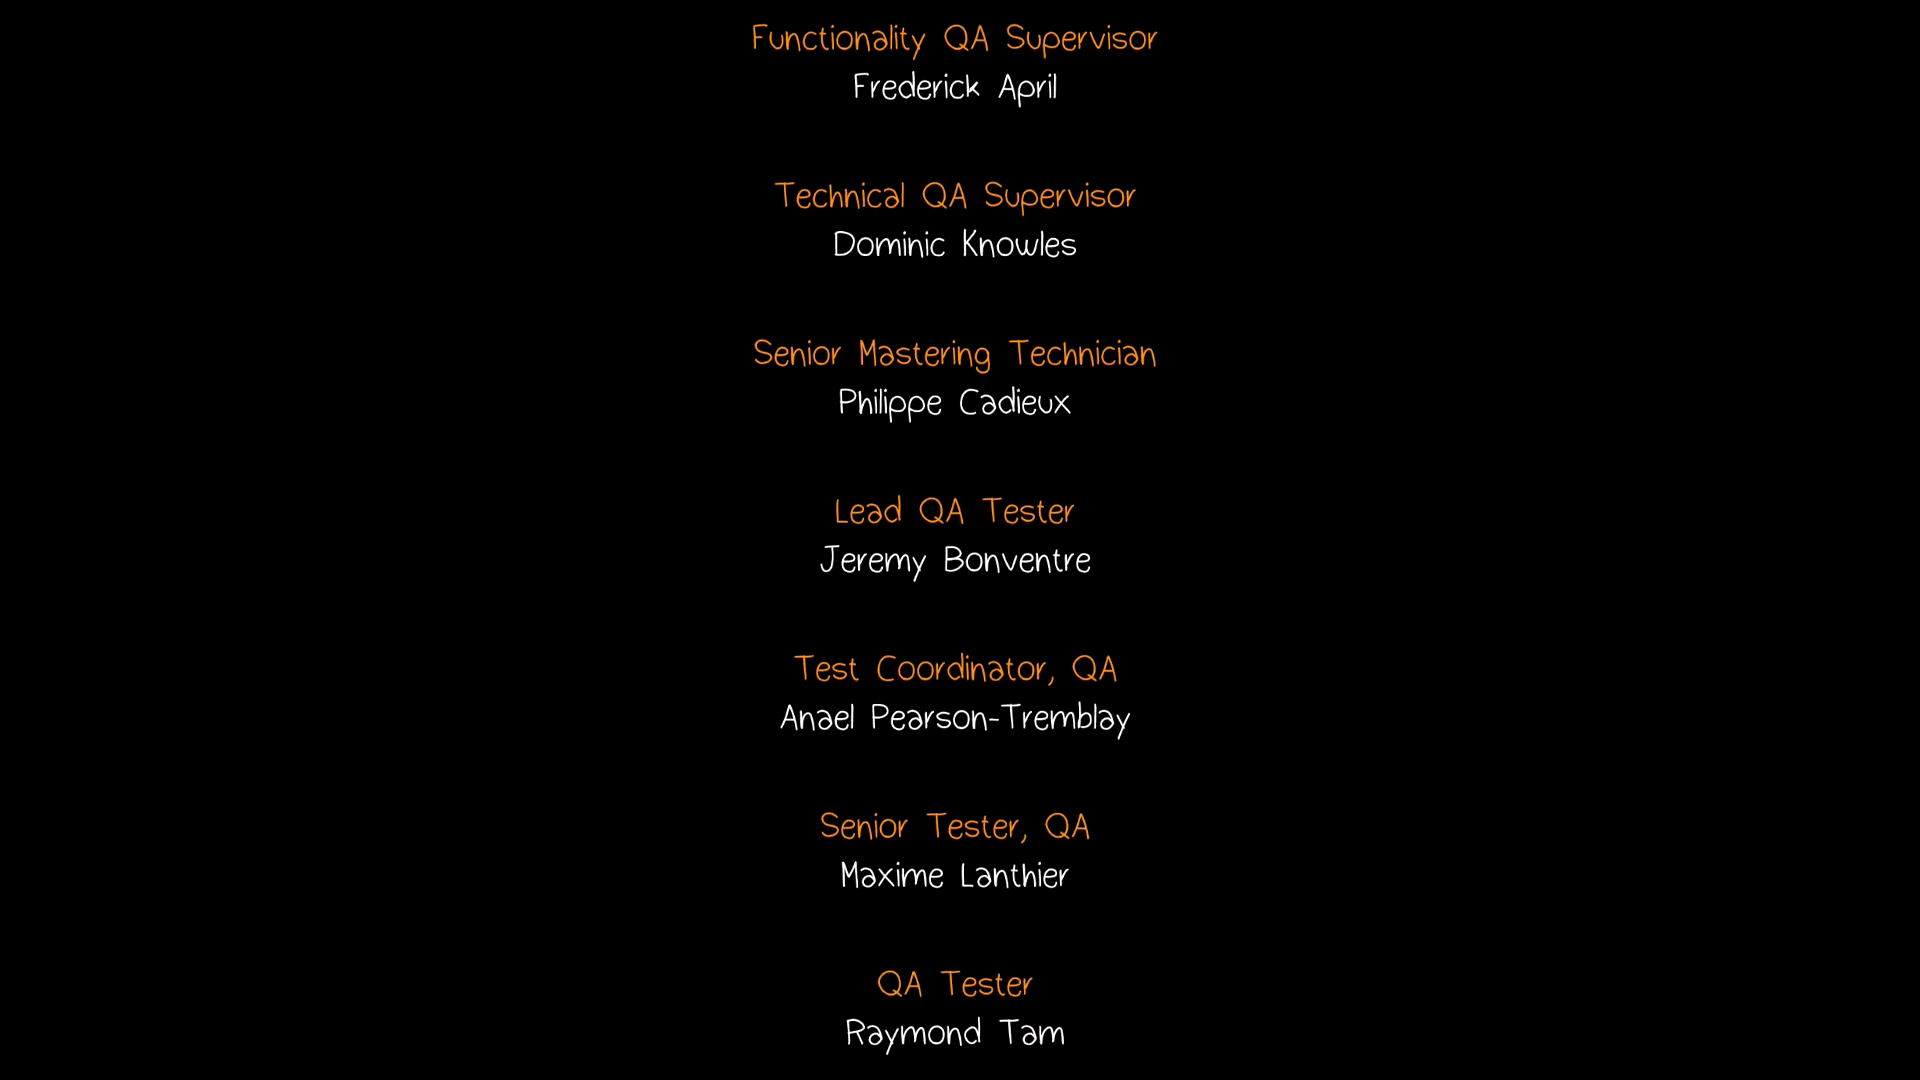 Functionality QA Supervisor
Frederick April
Technical QA Supervisor
Dominic Knowles
Senior Mastering Technician
Philippe Cadieux
Lead QA Tester
Jeremy Bonventre
Test Coordinator, QA
Anael Pearson-Tremblay
Senior Tester, QA
Maxime Lanthier
QA Tester
Raymond Tam